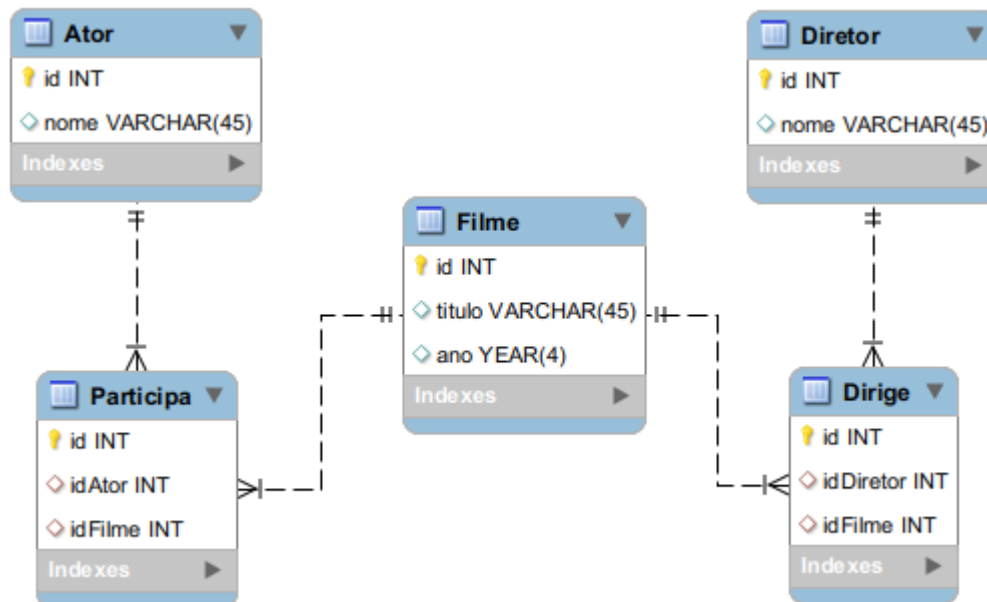 Ator
id INT
nome VARCHAR(45)
Indexes
Diretor
id INT
nome VARCHAR(45)
Indexes
Filme
id INT
titulo VARCHAR(45)
ano YEAR(4)
Indexes
Participa
id INT
idAtor INT
idFilme INT
Indexes
Dirige
id INT
idDiretor INT
idFilme INT
Indexes